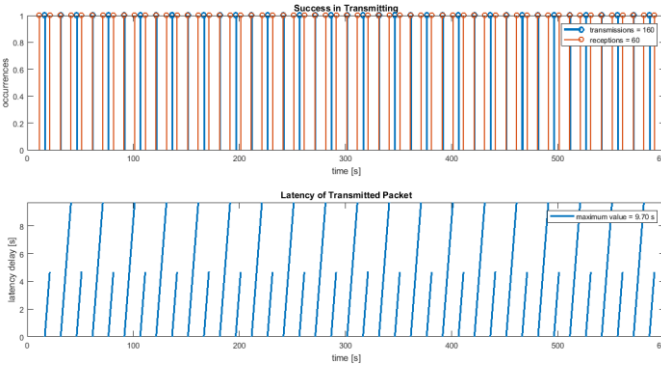 Success in Transmitting
1
0.8
0.6
0.4
0.2
0
occurrences
transmissions = 160
receptions = 60
0 100 200 300 400 500 600
time [s]
Latency of Transmitted Packet
8
6
4
2
0
latency delay [s]
maximum value = 9.70 s
0 100 200 300 400 500
time [s]